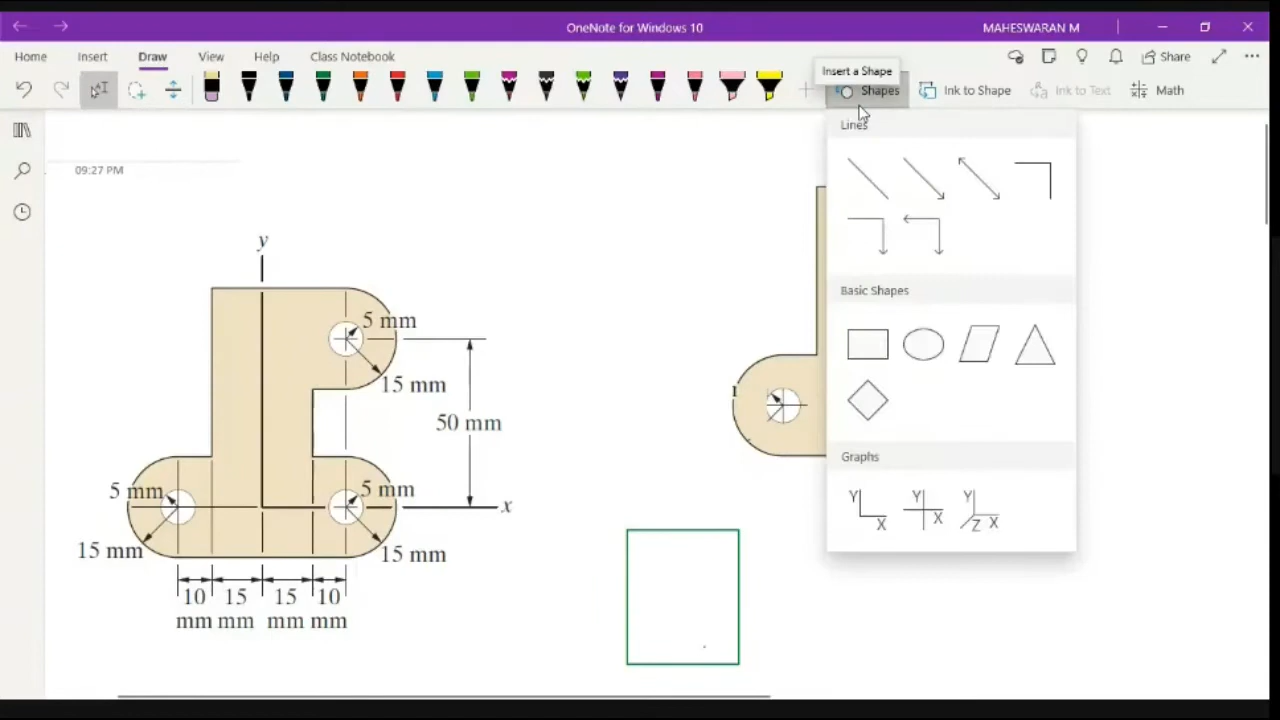 OneNote for Windows 10
MAHESWARAN M
Home Insert Draw View Help Class Notebook
Share
Insert a Shape
Shapes
Ink to Shape
Ink to Text
Math
Lines
09:27 PM
y
5 mm
15 mm
50 mm
5 mm
5 mm
x
15 mm
15 mm
10 15 15 10
mm mm mm mm
Basic Shapes
Graphs
Y X
Y X
Y Z X